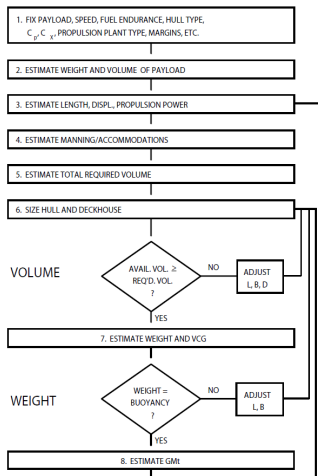 1. FIX PAYLOAD, SPEED, FUEL ENDURANCE, HULL TYPE,
C p, C X, PROPULSION PLANT TYPE, MARGINS, ETC.
2. ESTIMATE WEIGHT AND VOLUME OF PAYLOAD
3. ESTIMATE LENGTH, DISPL., PROPULSION POWER
4. ESTIMATE MANNING/ACCOMMODATIONS
5. ESTIMATE TOTAL REQUIRED VOLUME
6. SIZE HULL AND DECKHOUSE
VOLUME
AVAIL. VOL. ≥
REQ'D. VOL.
?
NO
ADJUST
L, B, D
YES
7. ESTIMATE WEIGHT AND VCG
WEIGHT
WEIGHT =
BUOYANCY
?
NO
ADJUST
L, B
YES
8. ESTIMATE GMt